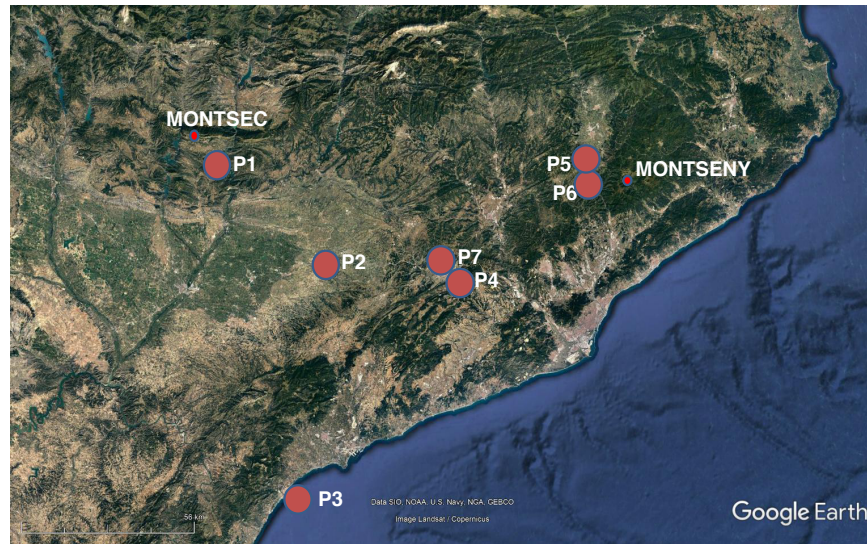 MONTSEC
P1
P5
MONTSENY
P6
P7
P2
P4
P3
Data SIO, NOAA, U.S. Navy, NGA, GEBCO
Image Landsat / Copernicus
56 km
Google Earth